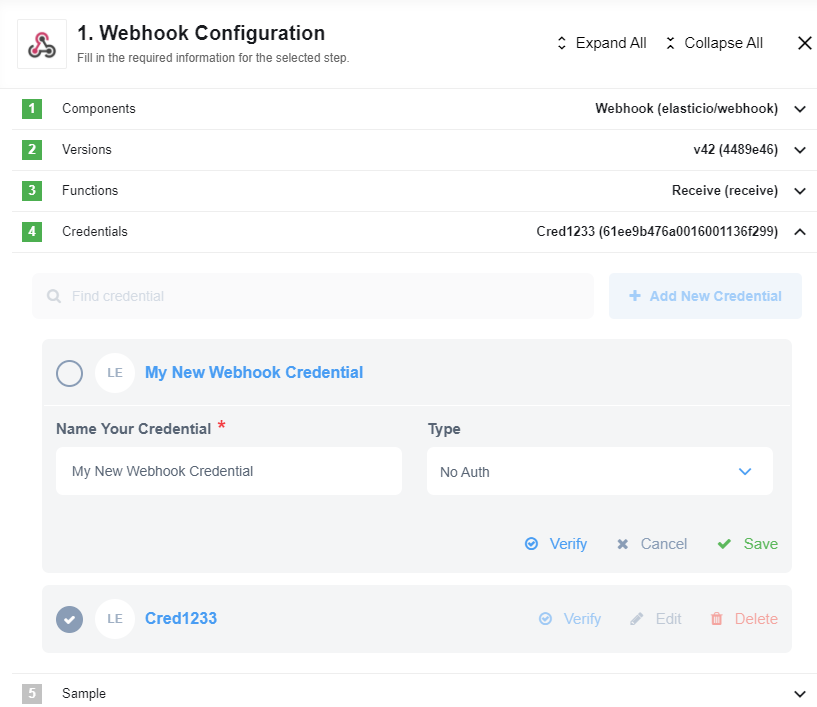 1. Webhook Configuration
Fill in the required information for the selected step.
Expand All
Collapse All
1 Components Webhook (elasticio/webhook)
2 Versions v42 (4489e46)
3 Functions Receive (receive)
4 Credentials Cred1233 (61ee9b476a0016001136f299)
Find credential
Add New Credential
LE My New Webhook Credential
Name Your Credential * Type
My New Webhook Credential No Auth
Verify Cancel Save
LE Cred1233 Verify Edit Delete
5 Sample